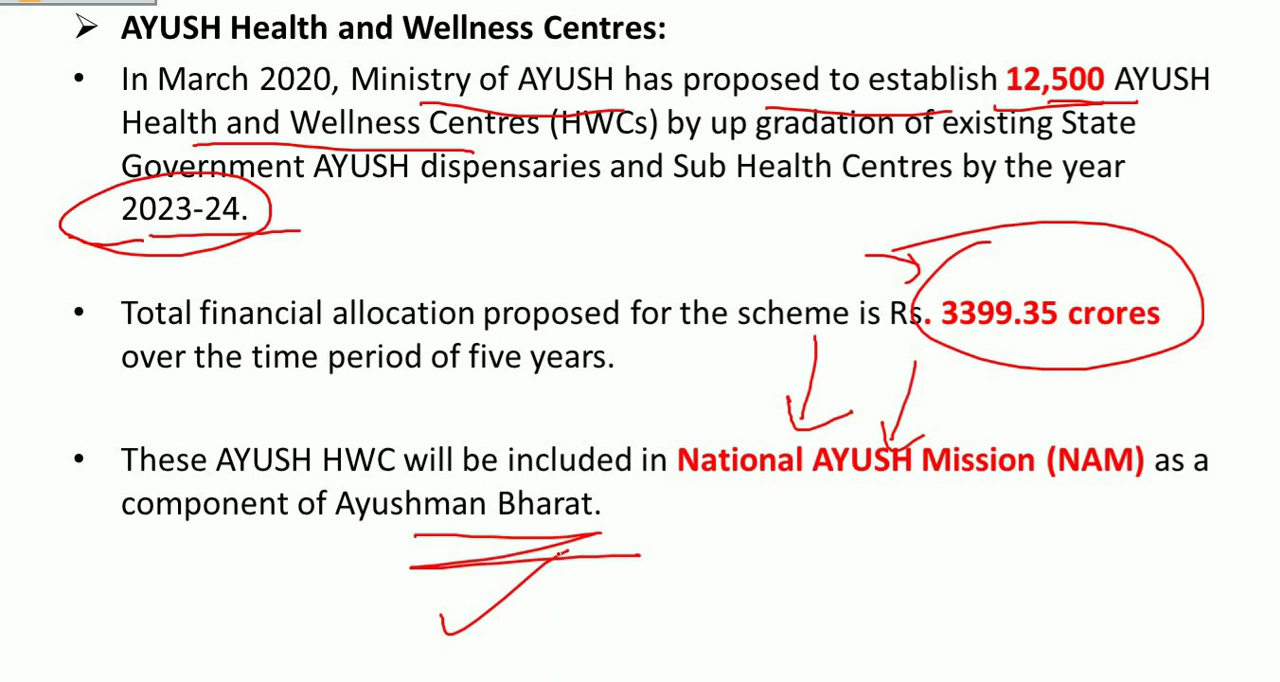 ➢ AYUSH Health and Wellness Centres:
• In March 2020, Ministry of AYUSH has proposed to establish 12,500 AYUSH
Health and Wellness Centres (HWCs) by up gradation of existing State
Government AYUSH dispensaries and Sub Health Centres by the year
2023-24.
• Total financial allocation proposed for the scheme is Rs. 3399.35 crores
over the time period of five years.
• These AYUSH HWC will be included in National AYUSH Mission (NAM) as a
component of Ayushman Bharat.